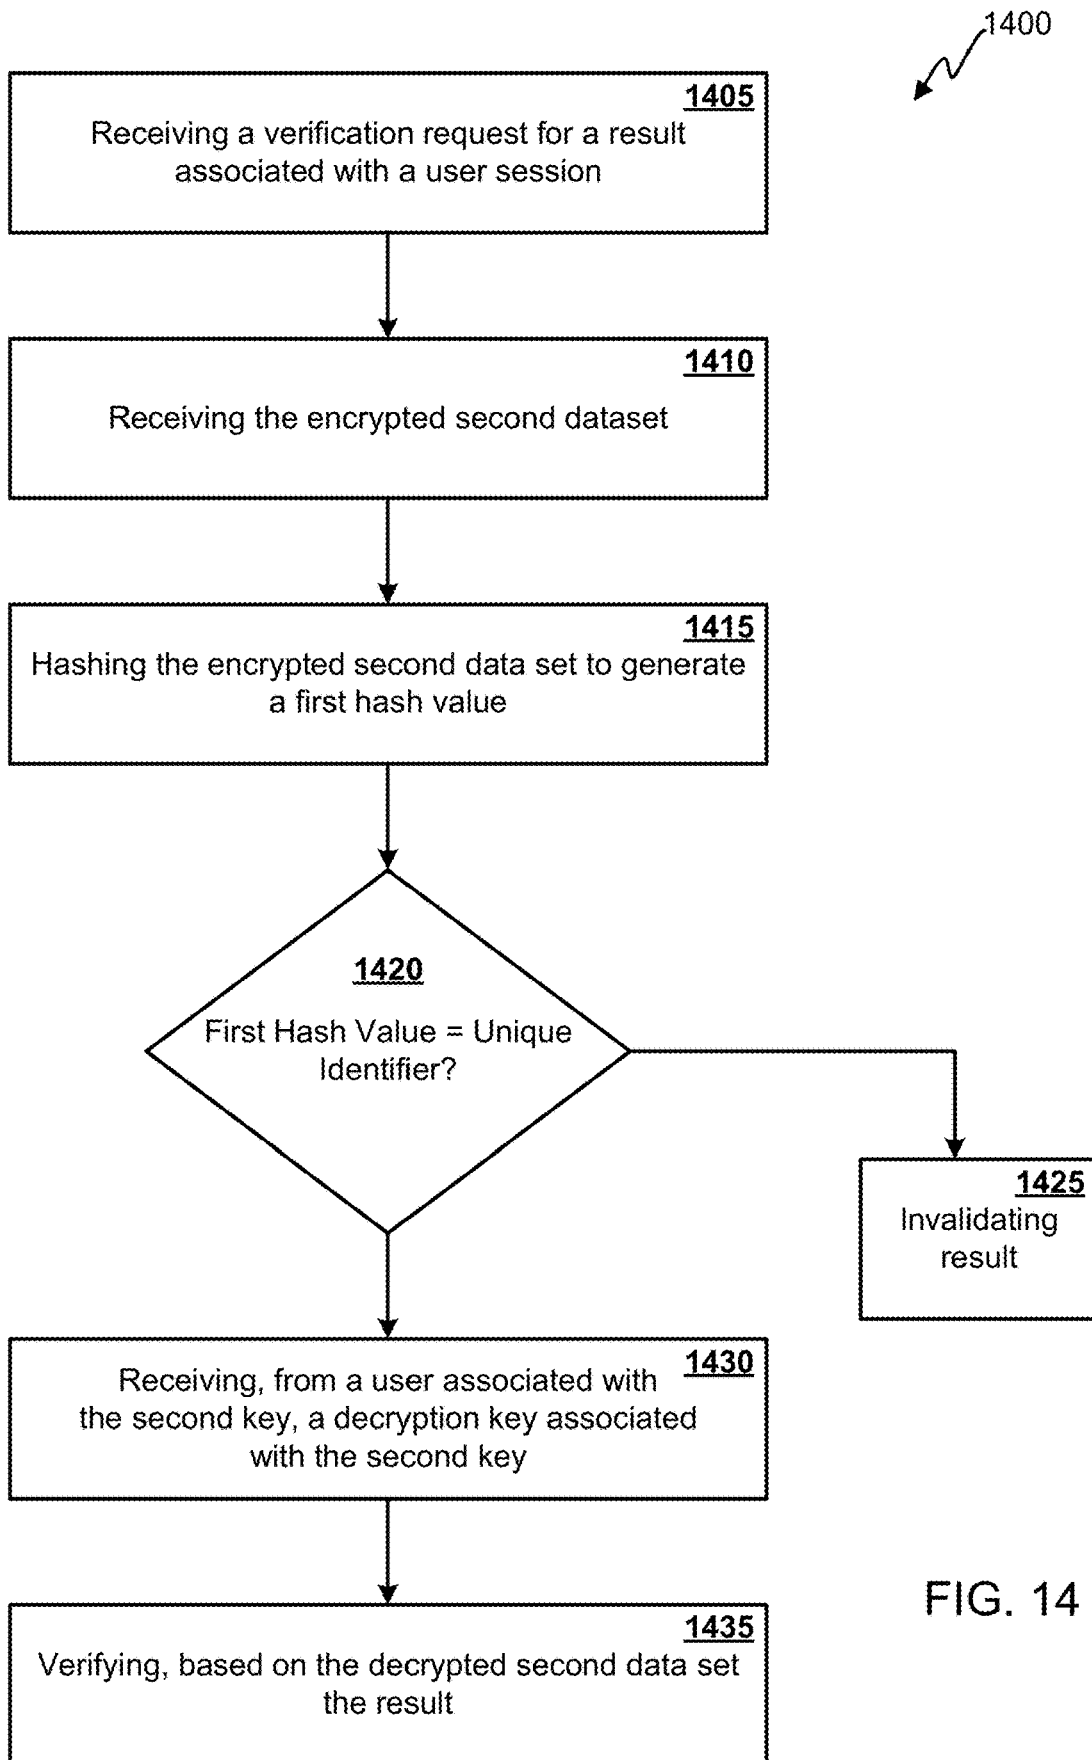 1400
1405
Receiving a verification request for a result
associated with a user session
1410
Receiving the encrypted second dataset
1415
Hashing the encrypted second data set to generate
a first hash value
1420
First Hash Value = Unique
Identifier?
1425
Invalidating
result
1430
Receiving, from a user associated with
the second key, a decryption key associated
with the second key
FIG. 14
1435
Verifying, based on the decrypted second data set
the result